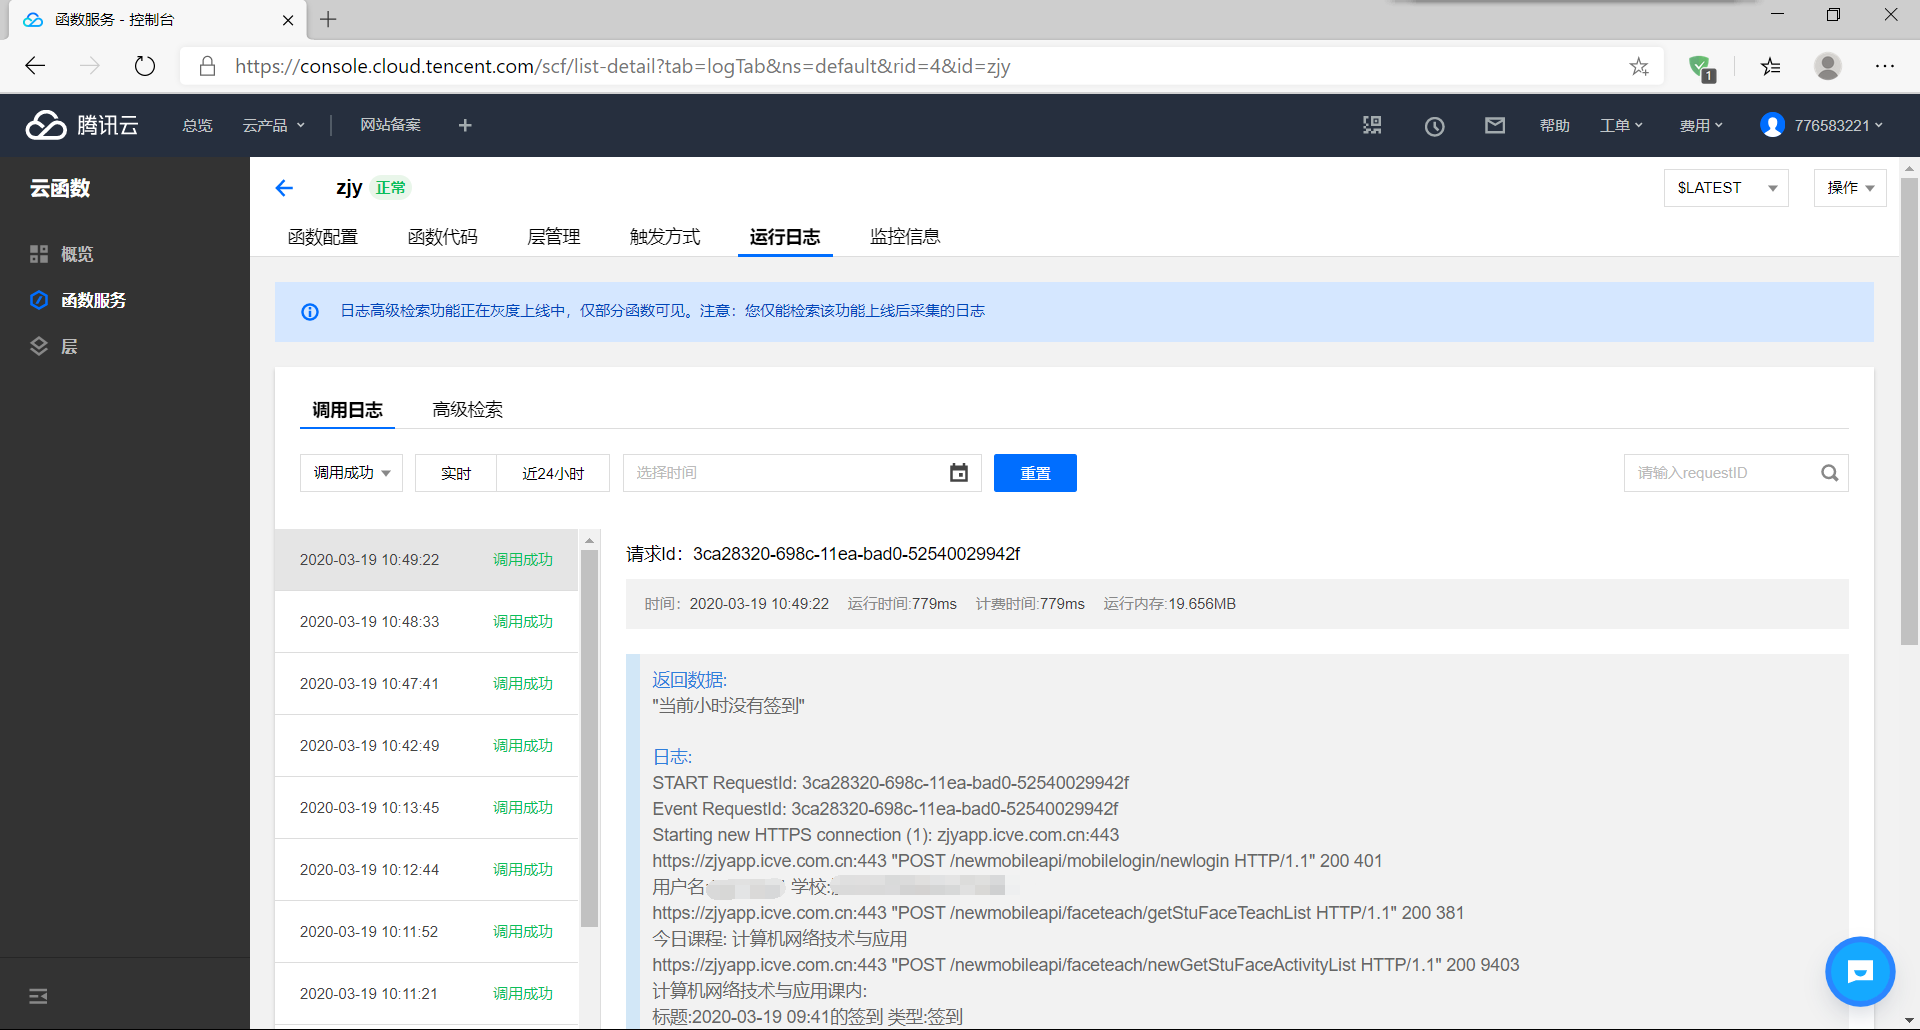 函数服务 - 控制台
https://console.cloud.tencent.com/scf/list-detail?tab=logTab&ns=default&rid=4&id=zjy
1
腾讯云 总览 云产品 网站备案 帮助 工单 费用 776583221
云函数
概览
函数服务
层
zjy 正常
$LATEST 操作
函数配置 函数代码 层管理 触发方式 运行日志 监控信息
日志高级检索功能正在灰度上线中，仅部分函数可见。注意：您仅能检索该功能上线后采集的日志
调用日志 高级检索
调用成功 实时 近24小时 选择时间 重置 请输入requestID
2020-03-19 10:49:22 调用成功
2020-03-19 10:48:33 调用成功
2020-03-19 10:47:41 调用成功
2020-03-19 10:42:49 调用成功
2020-03-19 10:13:45 调用成功
2020-03-19 10:12:44 调用成功
2020-03-19 10:11:52 调用成功
2020-03-19 10:11:21 调用成功
请求Id：3ca28320-698c-11ea-bad0-52540029942f
时间：2020-03-19 10:49:22 运行时间:779ms 计费时间:779ms 运行内存:19.656MB
返回数据:
"当前小时没有签到"
日志:
START RequestId: 3ca28320-698c-11ea-bad0-52540029942f
Event RequestId: 3ca28320-698c-11ea-bad0-52540029942f
Starting new HTTPS connection (1): zjyapp.icve.com.cn:443
https://zjyapp.icve.com.cn:443 "POST /newmobileapi/mobilelogin/newlogin HTTP/1.1" 200 401
用户名: 学校:
https://zjyapp.icve.com.cn:443 "POST /newmobileapi/faceteach/getStuFaceTeachList HTTP/1.1" 200 381
今日课程: 计算机网络技术与应用
https://zjyapp.icve.com.cn:443 "POST /newmobileapi/faceteach/newGetStuFaceActivityList HTTP/1.1" 200 9403
计算机网络技术与应用课内:
标题:2020-03-19 09:41的签到 类型:签到